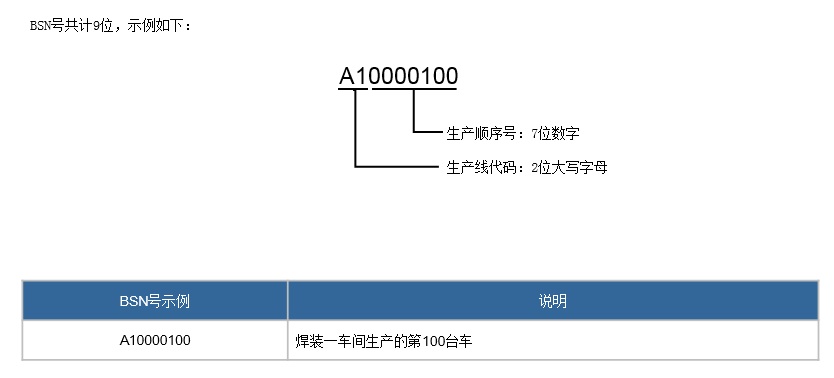 BSN号共计9位，示例如下：
A10000100
生产顺序号：7位数字
生产线代码：2位大写字母
BSN号示例 说明
A10000100 焊装一车间生产的第100台车